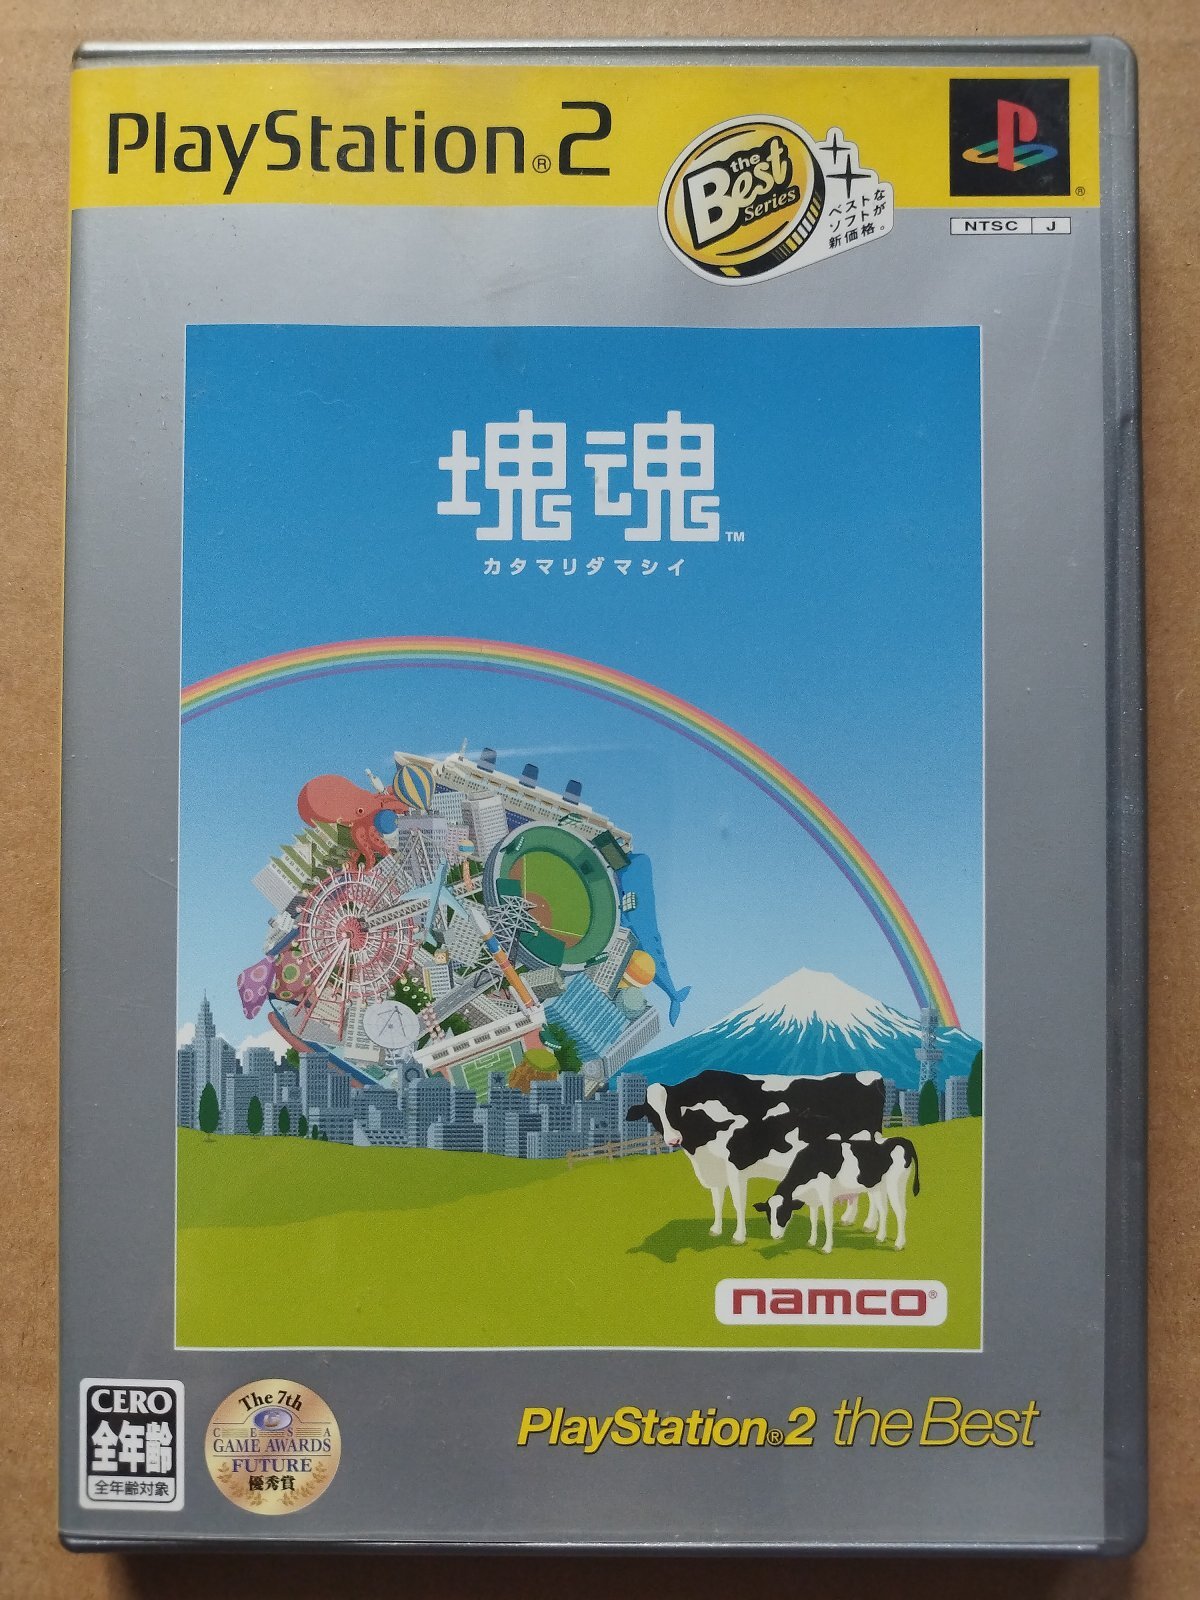 PlayStation®2
the
Best
Series
ベストな
ソフトが
新価格。
®
NTSC J
塊魂™
カタマリダマシイ
namco®
CERO
全年齢
全年齢対象
The 7th
CESA
GAME AWARDS
FUTURE
優秀賞
PlayStation®2 the Best